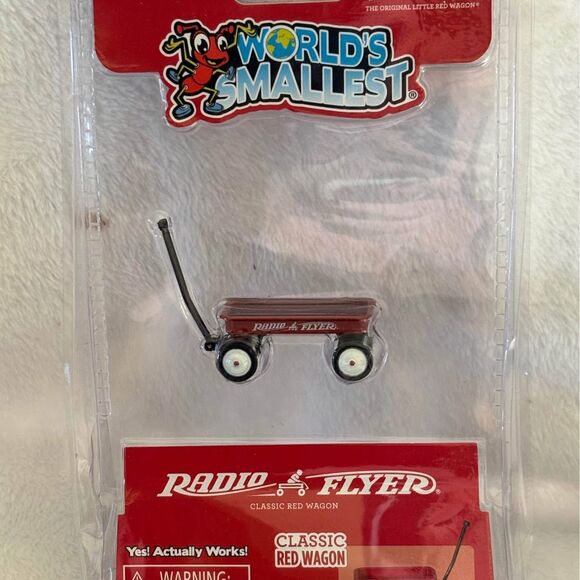 THE ORIGINAL LITTLE RED WAGON®
WORLD'S
SMALLEST®
RADIO FLYER
RADIO FLYER®
CLASSIC RED WAGON
Yes! Actually Works!
CLASSIC
RED WAGON
WARNING: